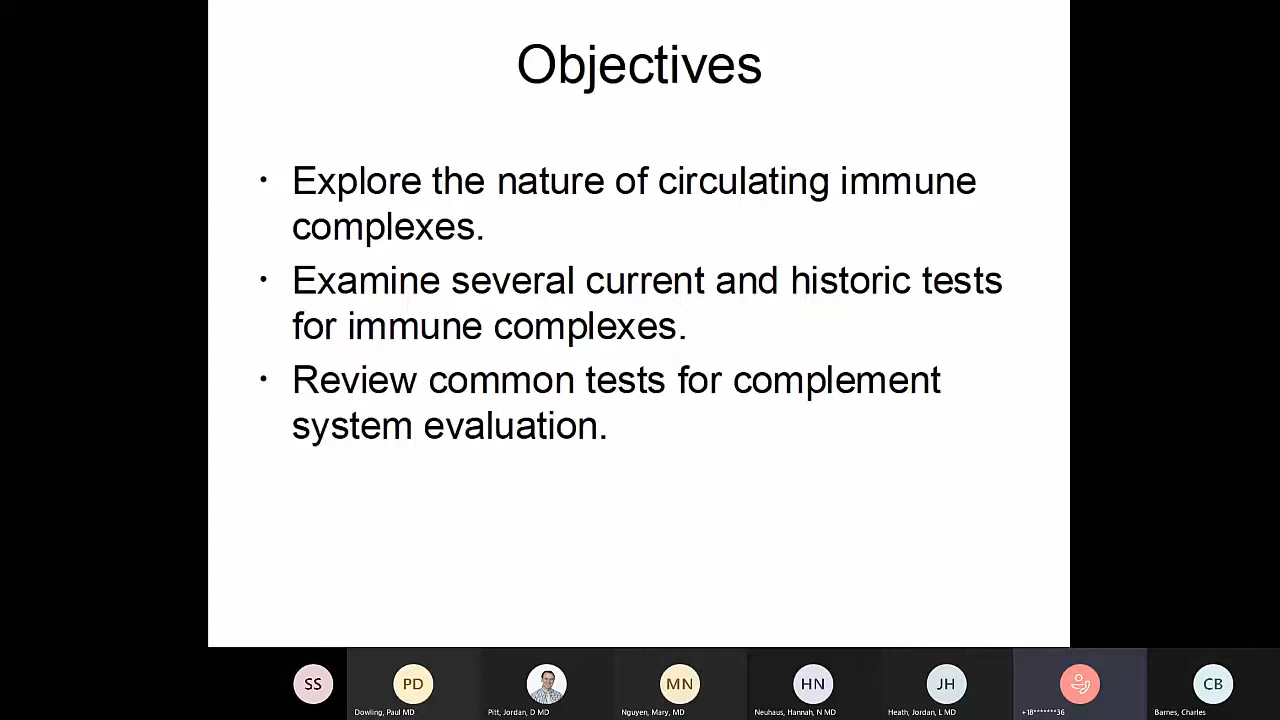 Objectives
· Explore the nature of circulating immune
complexes.
· Examine several current and historic tests
for immune complexes.
· Review common tests for complement
system evaluation.
SS
PD
MN
HN
JH
CB
Dowling, Paul MD
Pitt, Jordan, D MD
Nguyen, Mary, MD
Neuhaus, Hannah, N MD
Heath, Jordan, L MD
+18******36
Barnes, Charles